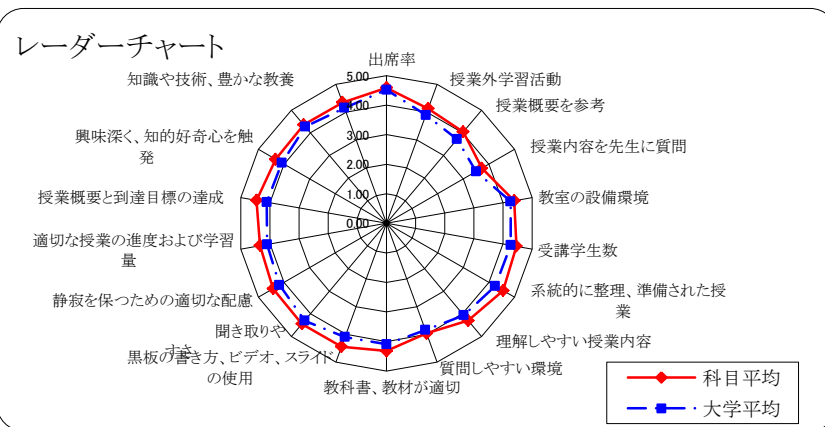 レーダーチャート
出席率
授業外学習活動
授業概要を参考
授業内容を先生に質問
教室の設備環境
受講学生数
系統的に整理、準備された授
業
理解しやすい授業内容
質問しやすい環境
教科書、教材が適切
黒板の書き方、ビデオ、スライド
の使用
聞き取りや
すさ
静寂を保つための適切な配慮
適切な授業の進度および学習
量
授業概要と到達目標の達成
興味深く、知的好奇心を触
発
知識や技術、豊かな教養
5.00
4.00
3.00
2.00
1.00
0.00
科目平均
大学平均